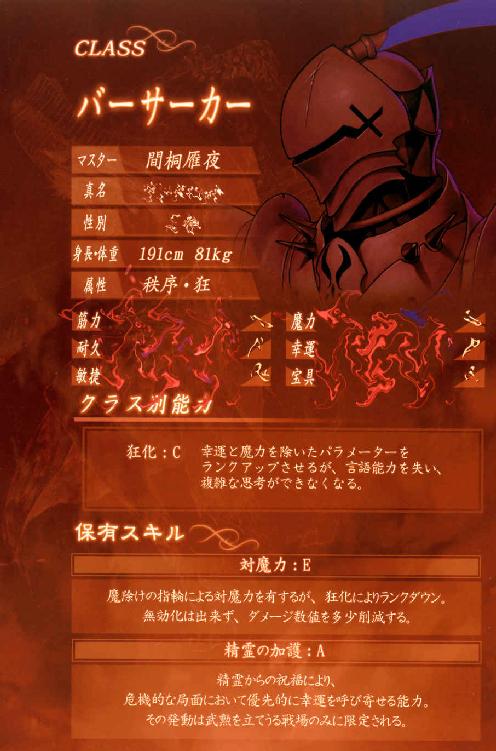 CLASS
バーサーカー
マスター 間桐雁夜
真名
性別
身長・体重 191cm 81kg
属性 秩序・狂
筋力 魔力
耐久 幸運
敏捷 宝具
クラス別能力
狂化：C 幸運と魔力を除いたパラメーターを
ランクアップさせるが、言語能力を失い、
複雑な思考ができなくなる。
保有スキル
対魔力：E
魔除けの指輪による対魔力を有するが、狂化によりランクダウン。
無効化は出来ず、ダメージ数値を多少削減する。
精霊の加護：A
精霊からの祝福により、
危機的な局面において優先的に幸運を呼び寄せる能力。
その発動は武勲を立てうる戦場のみに限定される。